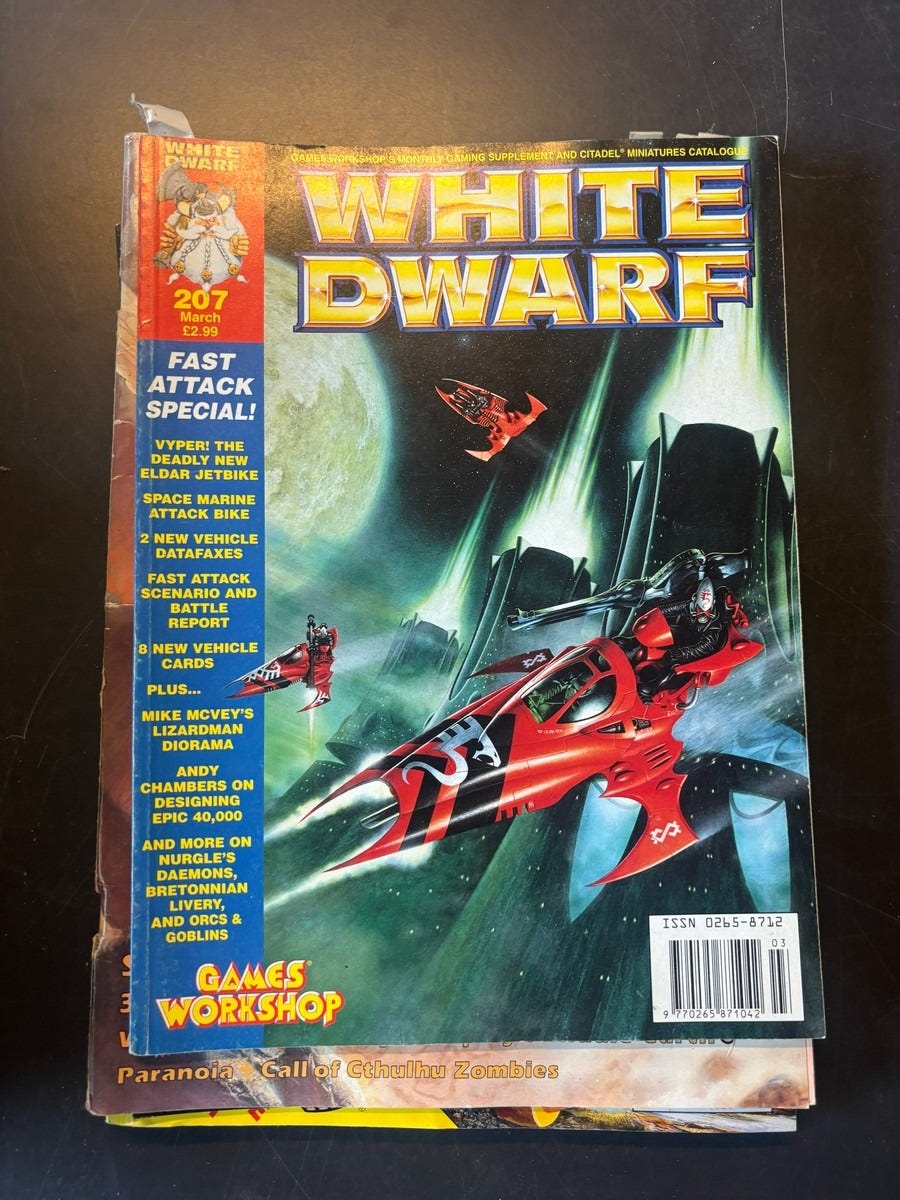 WHITE
DWARF
207
March
£2.99
FAST
ATTACK
SPECIAL!
VYPER! THE
DEADLY NEW
ELDAR JETBIKE
SPACE MARINE
ATTACK BIKE
2 NEW VEHICLE
DATAFAXES
FAST ATTACK
SCENARIO AND
BATTLE
REPORT
8 NEW VEHICLE
CARDS
PLUS...
MIKE MCVEY'S
LIZARDMAN
DIORAMA
ANDY
CHAMBERS ON
DESIGNING
EPIC 40,000
AND MORE ON
NURGLE'S
DAEMONS,
BRETONNIAN
LIVERY,
AND ORCS &
GOBLINS
GAMES WORKSHOP'S MONTHLY GAMING SUPPLEMENT AND CITADEL® MINIATURES CATALOGUE
WHITE
DWARF
GAMES®
WORKSHOP
ISSN 0265-8712
03
9 770265 871042
Paranoia • Call of Cthulhu Zombies